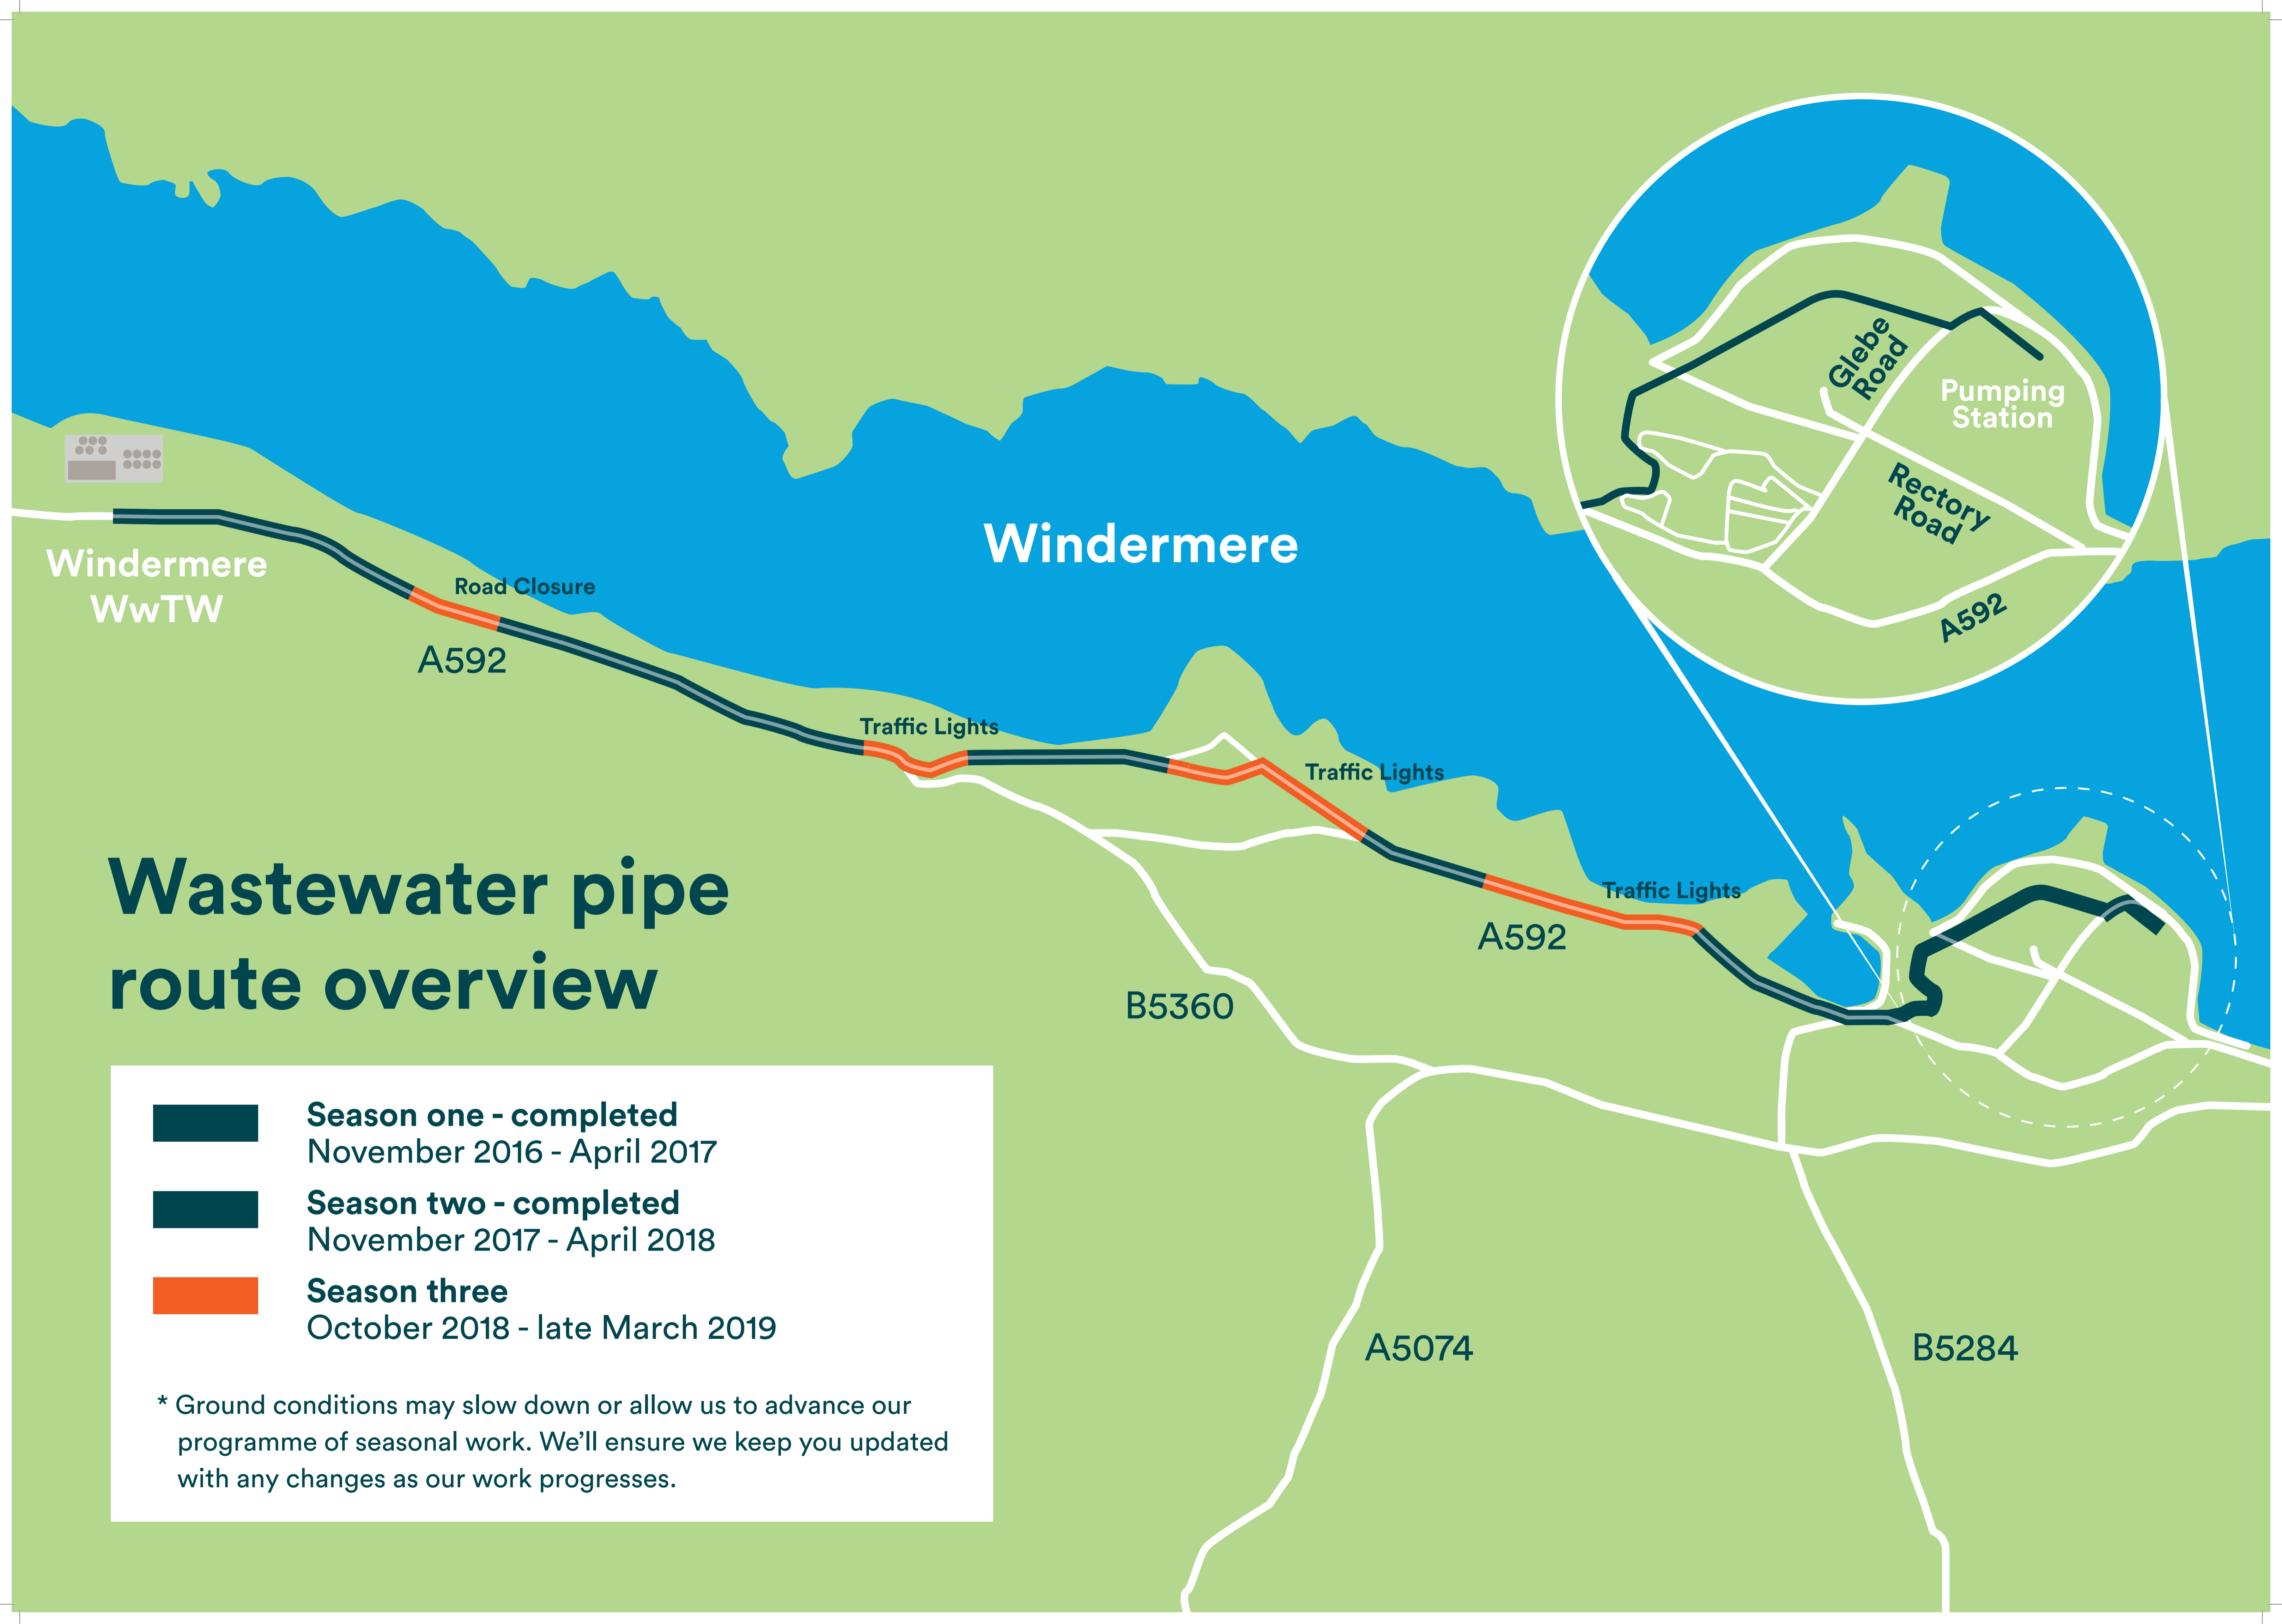 Glebe
Road
Pumping
Station
Rectory
Road
A592
Windermere
Windermere
WwTW
Road Closure
A592
Traffic Lights
Traffic Lights
Traffic Lights
A592
B5360
A5074
B5284
Wastewater pipe
route overview
Season one - completed
November 2016 - April 2017
Season two - completed
November 2017 - April 2018
Season three
October 2018 - late March 2019
* Ground conditions may slow down or allow us to advance our
programme of seasonal work. We’ll ensure we keep you updated
with any changes as our work progresses.